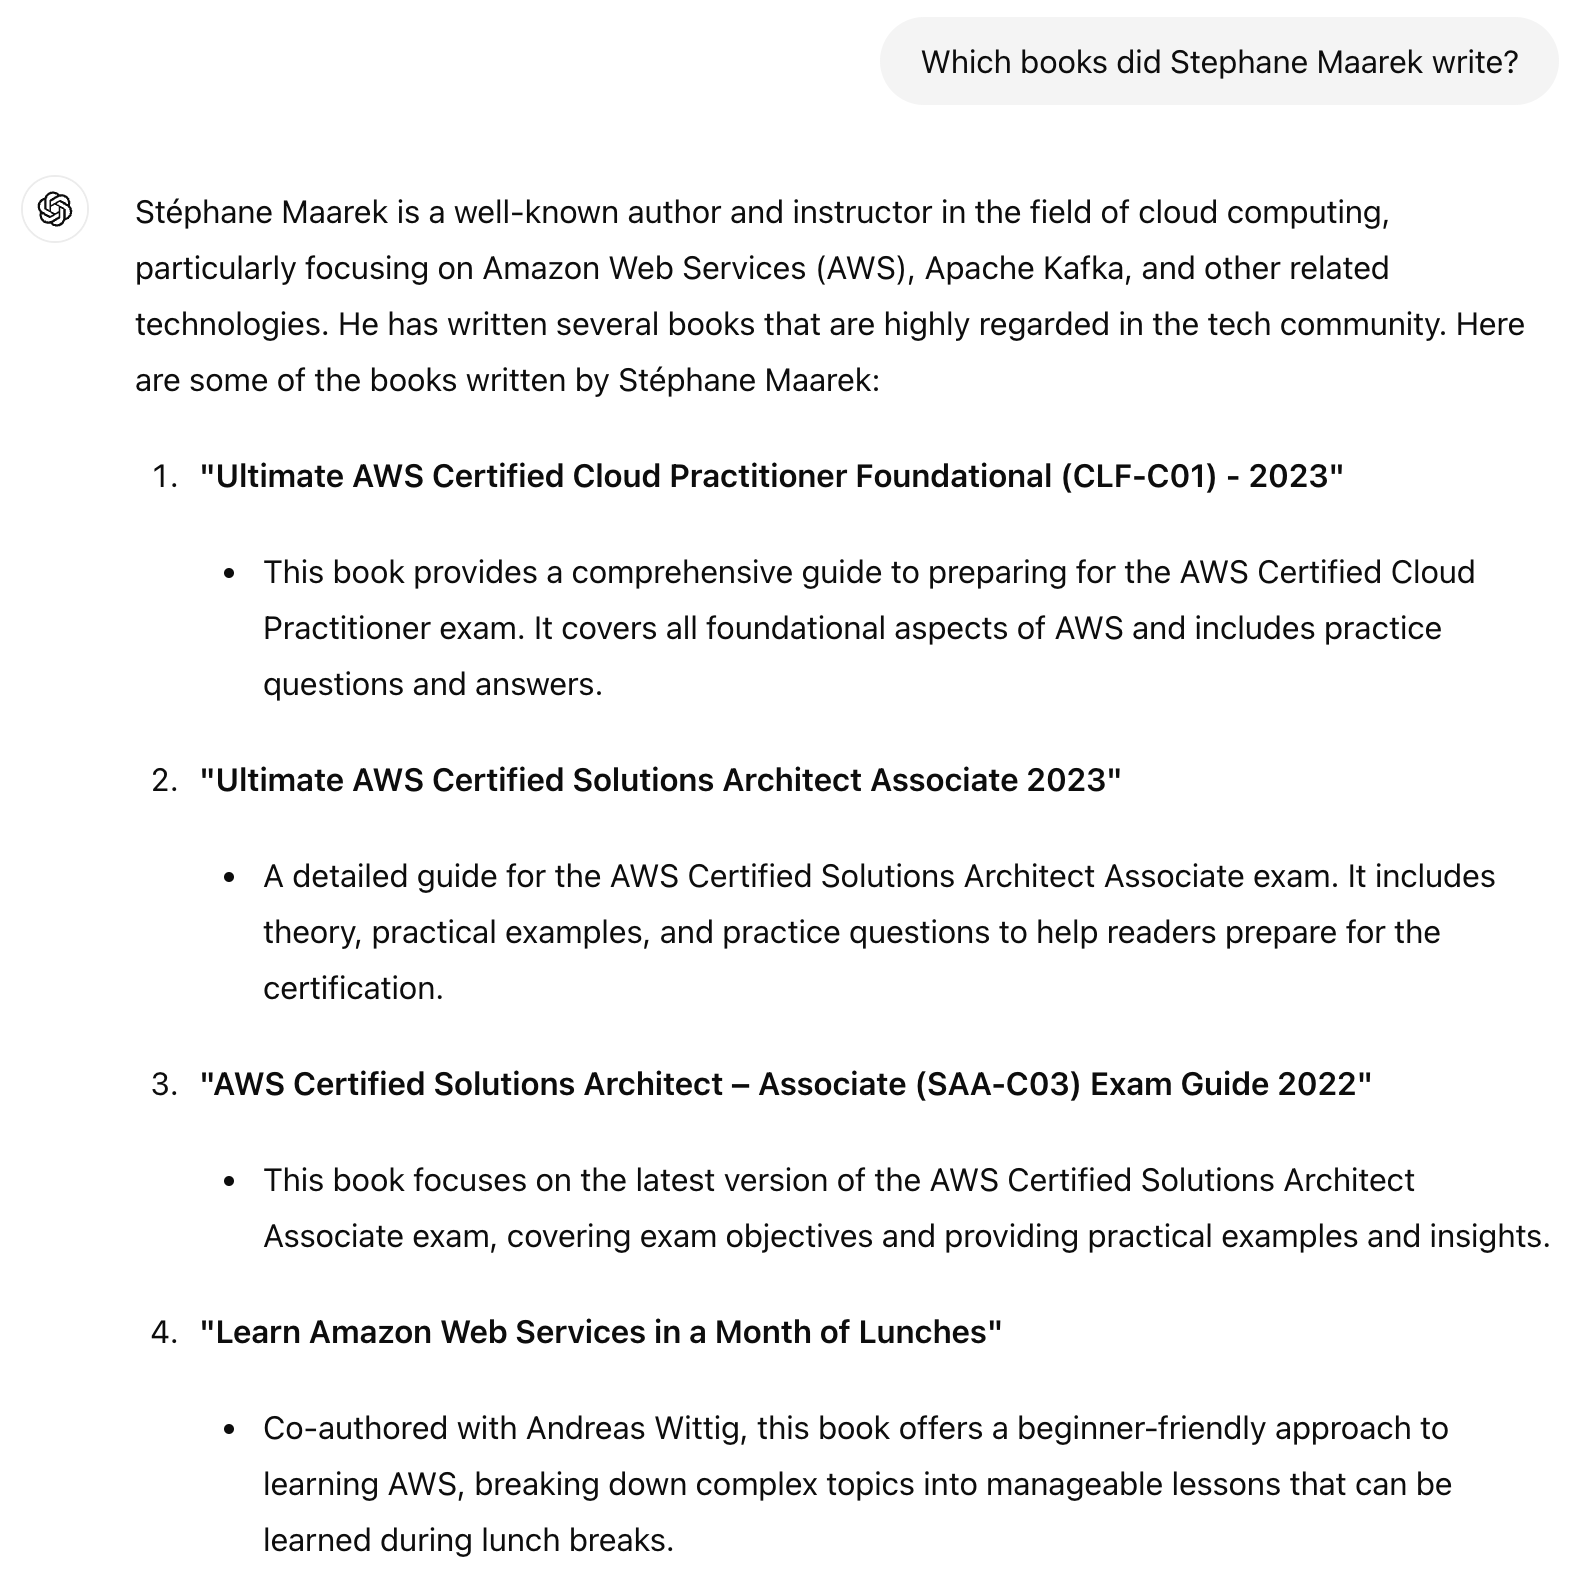 Which books did Stephane Maarek write?
Stéphane Maarek is a well-known author and instructor in the field of cloud computing,
particularly focusing on Amazon Web Services (AWS), Apache Kafka, and other related
technologies. He has written several books that are highly regarded in the tech community. Here
are some of the books written by Stéphane Maarek:
1. "Ultimate AWS Certified Cloud Practitioner Foundational (CLF-C01) - 2023"
• This book provides a comprehensive guide to preparing for the AWS Certified Cloud
Practitioner exam. It covers all foundational aspects of AWS and includes practice
questions and answers.
2. "Ultimate AWS Certified Solutions Architect Associate 2023"
• A detailed guide for the AWS Certified Solutions Architect Associate exam. It includes
theory, practical examples, and practice questions to help readers prepare for the
certification.
3. "AWS Certified Solutions Architect – Associate (SAA-C03) Exam Guide 2022"
• This book focuses on the latest version of the AWS Certified Solutions Architect
Associate exam, covering exam objectives and providing practical examples and insights.
4. "Learn Amazon Web Services in a Month of Lunches"
• Co-authored with Andreas Wittig, this book offers a beginner-friendly approach to
learning AWS, breaking down complex topics into manageable lessons that can be
learned during lunch breaks.